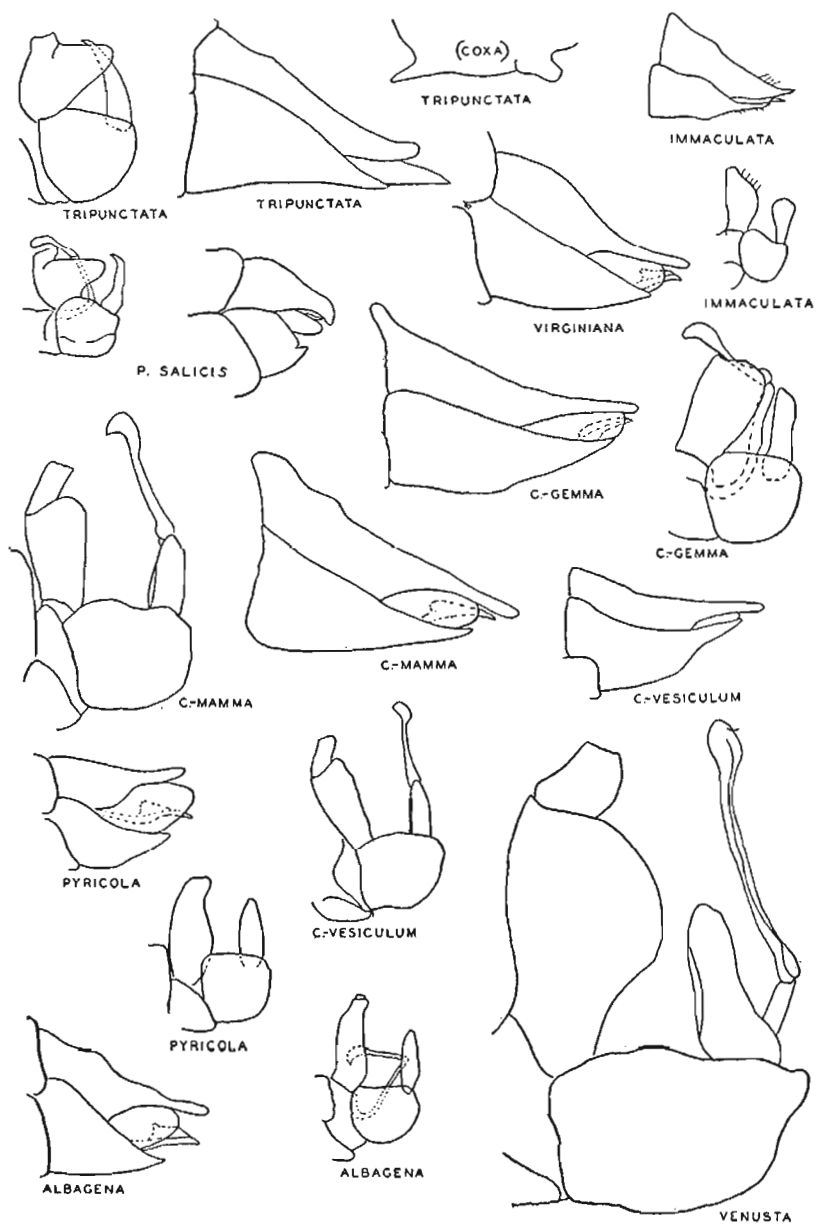 (COXA)
TRIPUNCTATA
IMMACULATA
TRIPUNCTATA
TRIPUNCTATA
IMMACULATA
VIRGINIANA
P. SALICIS
C.-GEMMA
C.-GEMMA
C.-MAMMA
C.-MAMMA
C.-VESICULUM
PYRICOLA
C.-VESICULUM
PYRICOLA
ALBAGENA
ALBAGENA
VENUSTA